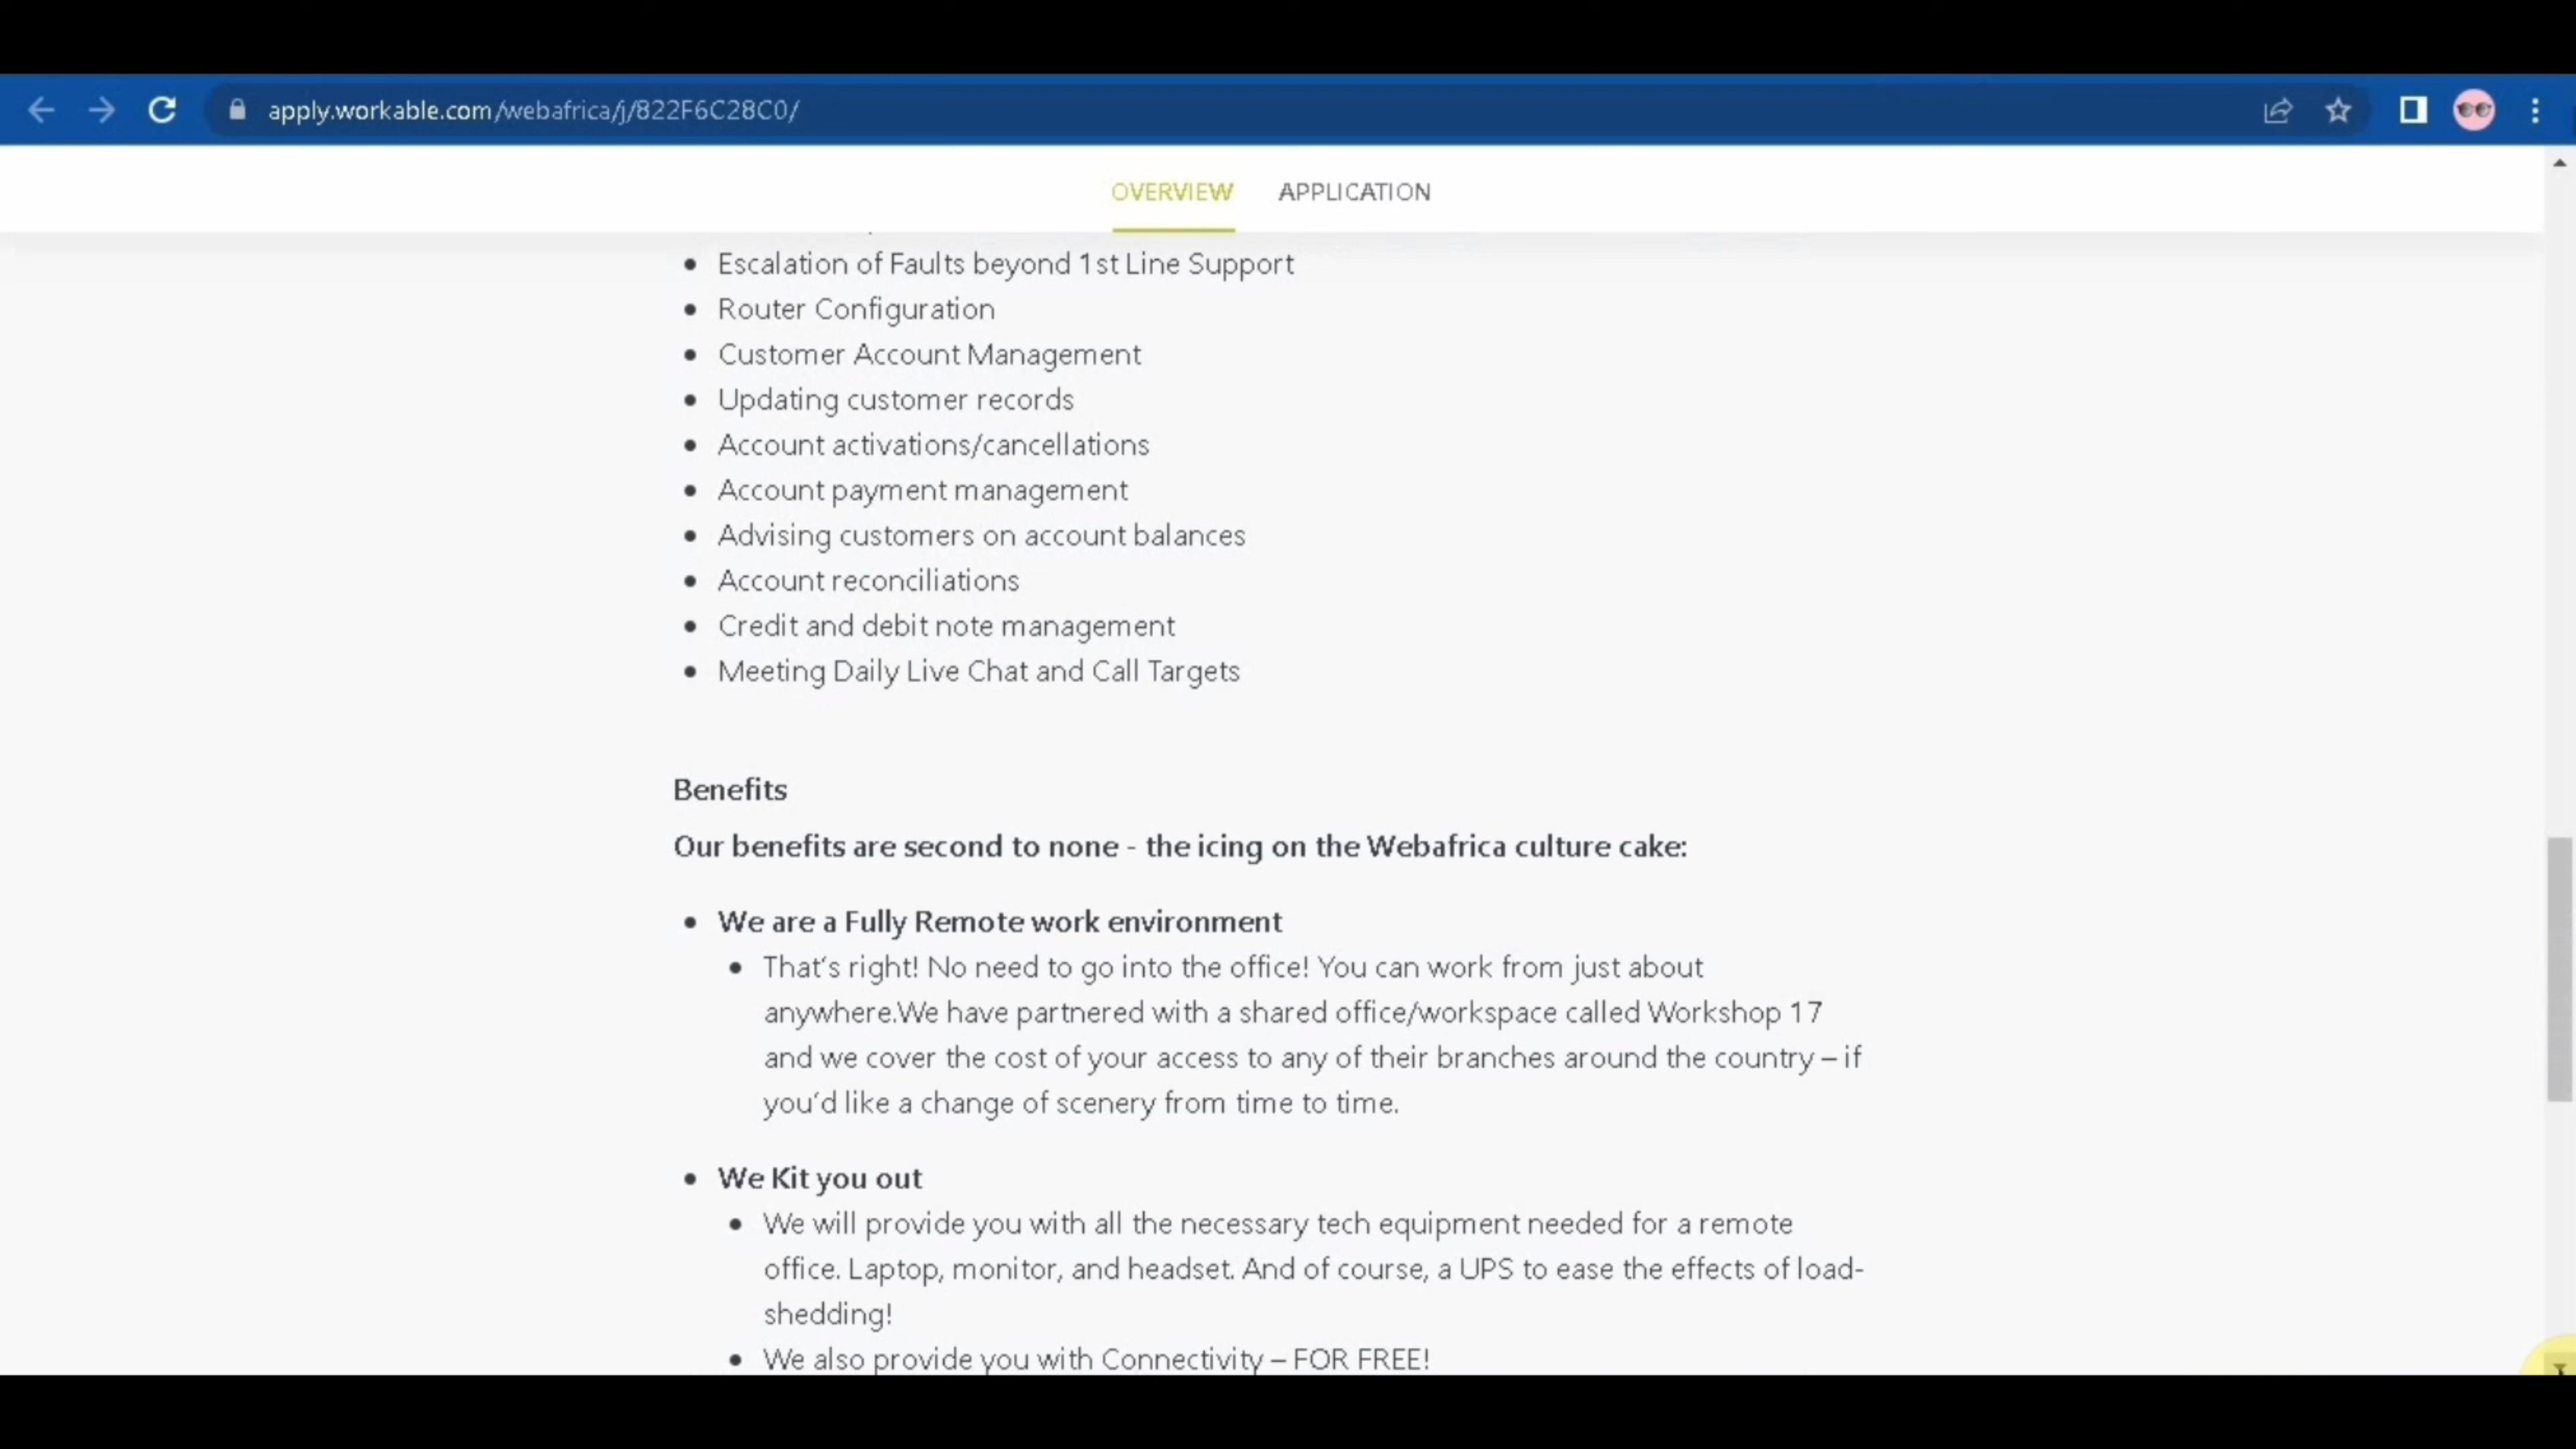 apply.workable.com/webafrica/j/822F6C28C0/
OVERVIEW APPLICATION
Escalation of Faults beyond 1st Line Support
Router Configuration
Customer Account Management
Updating customer records
Account activations/cancellations
Account payment management
Advising customers on account balances
Account reconciliations
Credit and debit note management
Meeting Daily Live Chat and Call Targets
Benefits
Our benefits are second to none - the icing on the Webafrica culture cake:
We are a Fully Remote work environment
That's right! No need to go into the office! You can work from just about
anywhere.We have partnered with a shared office/workspace called Workshop 17
and we cover the cost of your access to any of their branches around the country – if
you'd like a change of scenery from time to time.
We Kit you out
We will provide you with all the necessary tech equipment needed for a remote
office. Laptop, monitor, and headset. And of course, a UPS to ease the effects of load-
shedding!
We also provide you with Connectivity – FOR FREE!